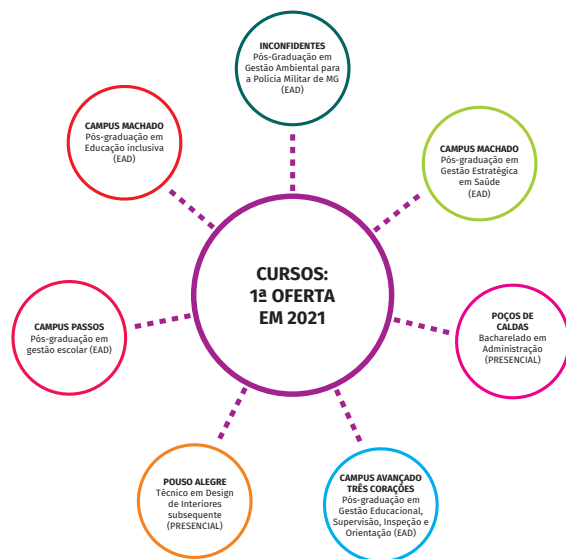 INCONFIDENTES
Pós-Graduação em
Gestão Ambiental para
a Polícia Militar de MG
(EAD)
CAMPUS MACHADO
Pós-graduação em
Educação inclusiva
(EAD)
CAMPUS MACHADO
Pós-graduação em
Gestão Estratégica
em Saúde
(EAD)
CURSOS:
1ª OFERTA
EM 2021
CAMPUS PASSOS
Pós-graduação em
gestão escolar (EAD)
POÇOS DE
CALDAS
Bacharelado em
Administração
(PRESENCIAL)
POUSO ALEGRE
Técnico em Design
de Interiores
subsequente
(PRESENCIAL)
CAMPUS AVANÇADO
TRÊS CORAÇÕES
Pós-graduação em
Gestão Educacional,
Supervisão, Inspeção e
Orientação (EAD)